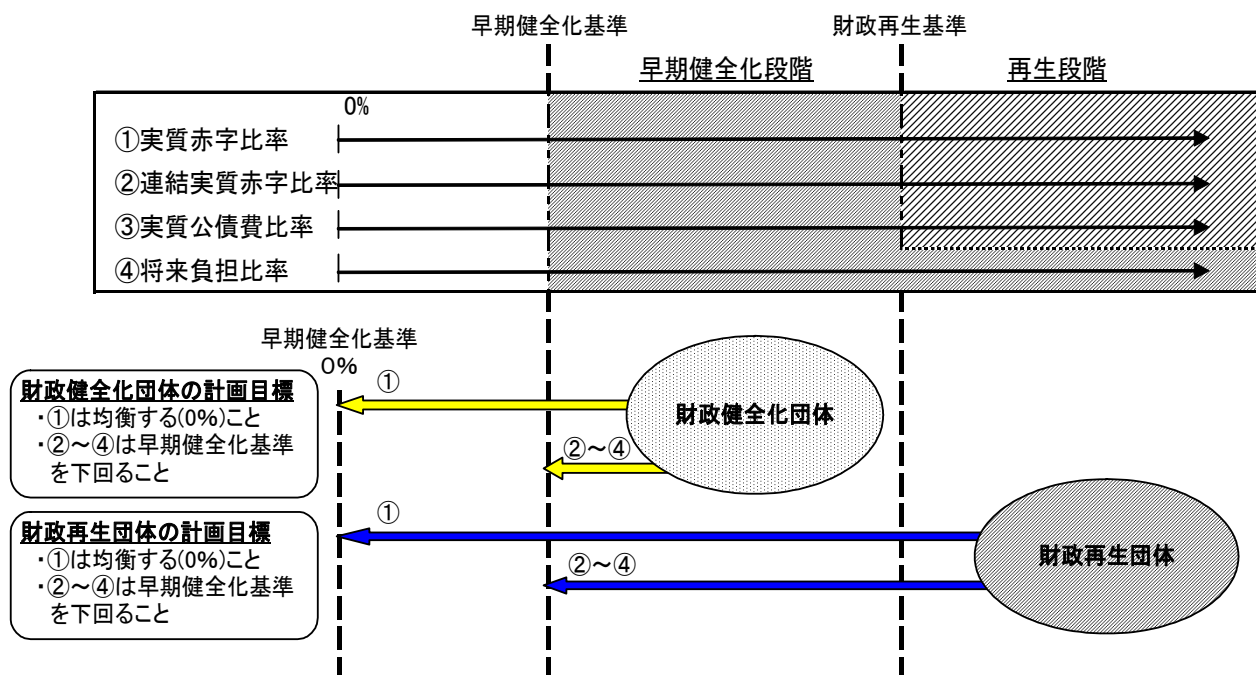 早期健全化基準
財政再生基準
早期健全化段階
再生段階
0%
①実質赤字比率
②連結実質赤字比率
③実質公債費比率
④将来負担比率
早期健全化基準
0%
財政健全化団体の計画目標
・①は均衡する(0%)こと
・②～④は早期健全化基準
を下回ること
①
②～④
財政健全化団体
財政再生団体の計画目標
・①は均衡する(0%)こと
・②～④は早期健全化基準
を下回ること
①
②～④
財政再生団体